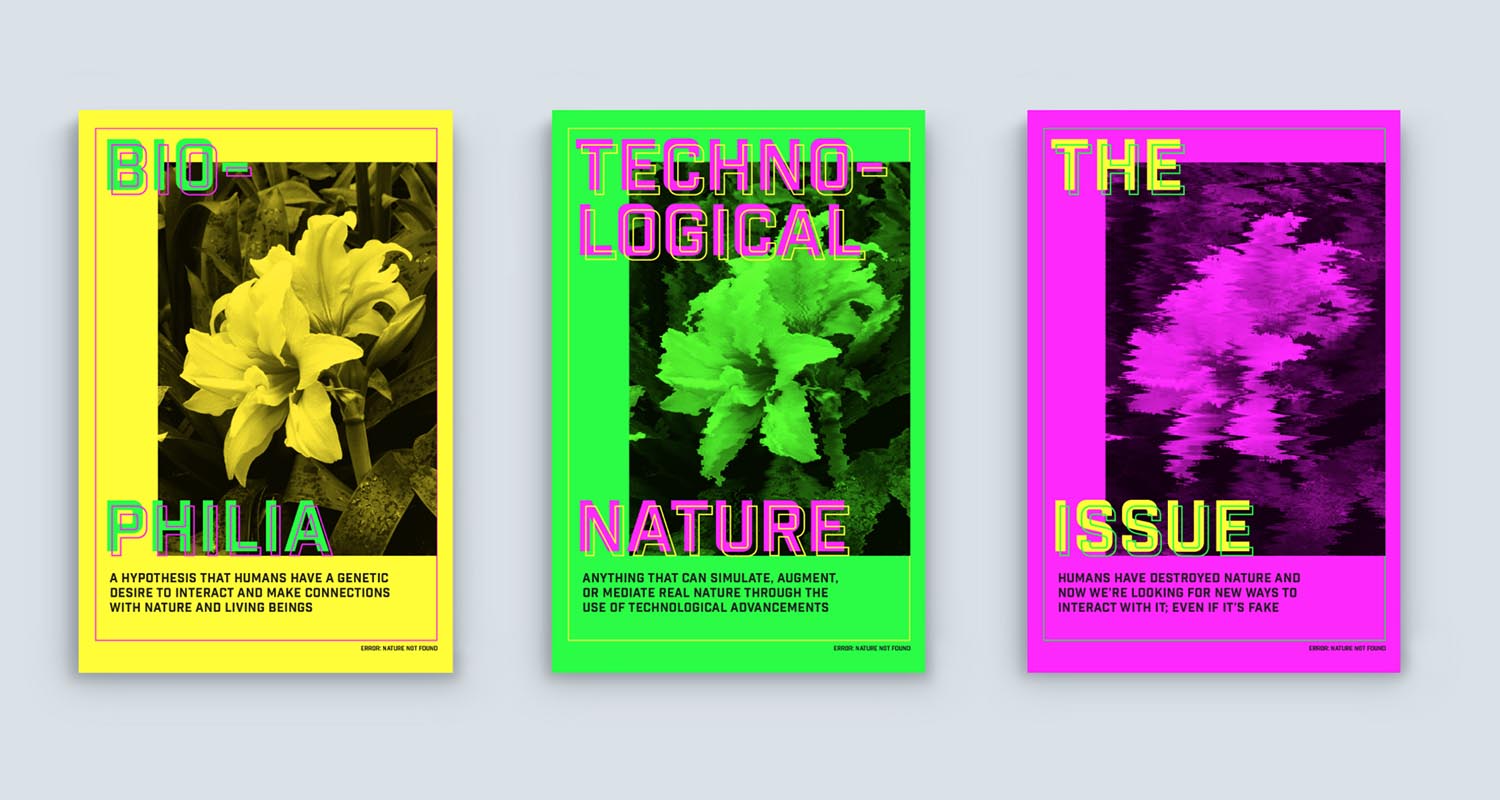 BIO-
PHILIA
A HYPOTHESIS THAT HUMANS HAVE A GENETIC
DESIRE TO INTERACT AND MAKE CONNECTIONS
WITH NATURE AND LIVING BEINGS
ERROR: NATURE NOT FOUND
TECHNO-
LOGICAL
NATURE
ANYTHING THAT CAN SIMULATE, AUGMENT,
OR MEDIATE REAL NATURE THROUGH THE
USE OF TECHNOLOGICAL ADVANCEMENTS
ERROR: NATURE NOT FOUND
THE
ISSUE
HUMANS HAVE DESTROYED NATURE AND
NOW WE'RE LOOKING FOR NEW WAYS TO
INTERACT WITH IT; EVEN IF IT'S FAKE
ERROR: NATURE NOT FOUND